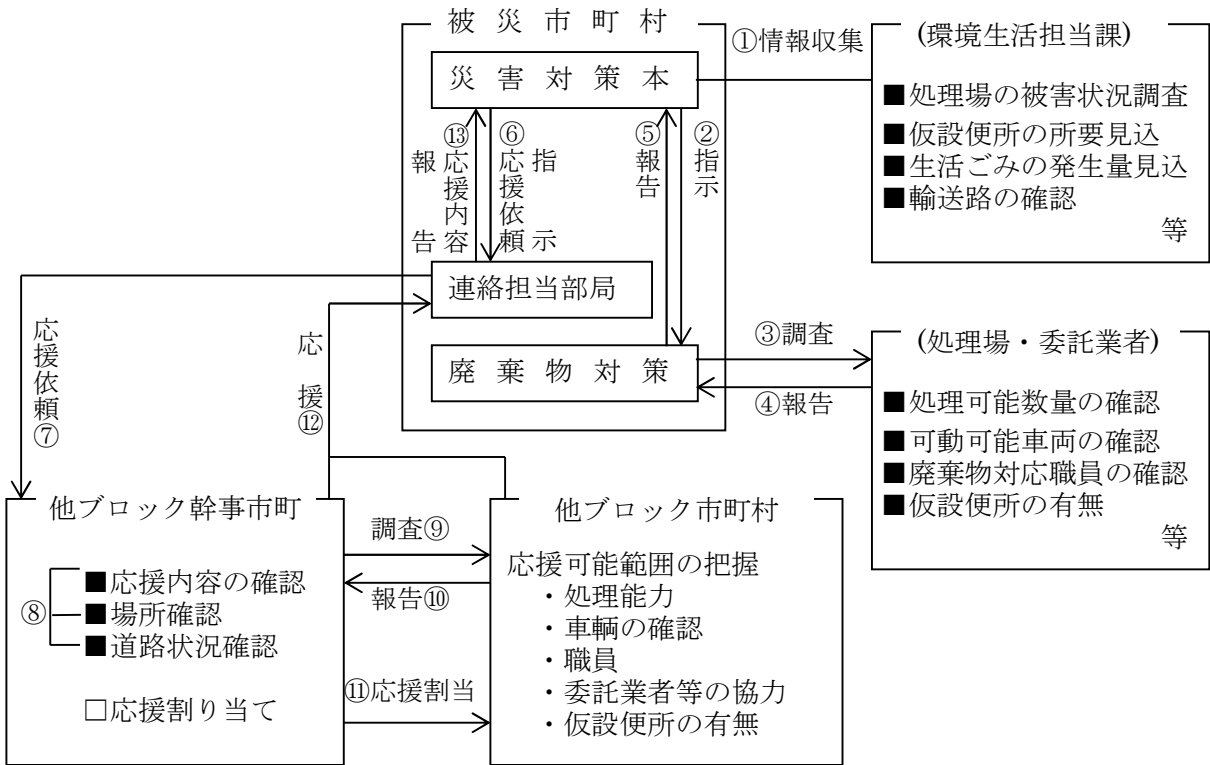 被災市町村
災害対策本
①情報収集
(環境生活担当課)
■処理場の被害状況調査
■仮設便所の所要見込
■生活ごみの発生量見込
■輸送路の確認
等
⑬応援内容
報告
⑥応援依頼
指示
⑤報告
②指示
連絡担当部局
廃棄物対策
③調査
④報告
(処理場・委託業者)
■処理可能数量の確認
■可動可能車両の確認
■廃棄物対応職員の確認
■仮設便所の有無
等
応援依頼⑦
応援⑫
他ブロック幹事市町
⑧
■応援内容の確認
■場所確認
■道路状況確認
□応援割り当て
調査⑨
報告⑩
⑪応援割当
他ブロック市町村
応援可能範囲の把握
・処理能力
・車輌の確認
・職員
・委託業者等の協力
・仮設便所の有無